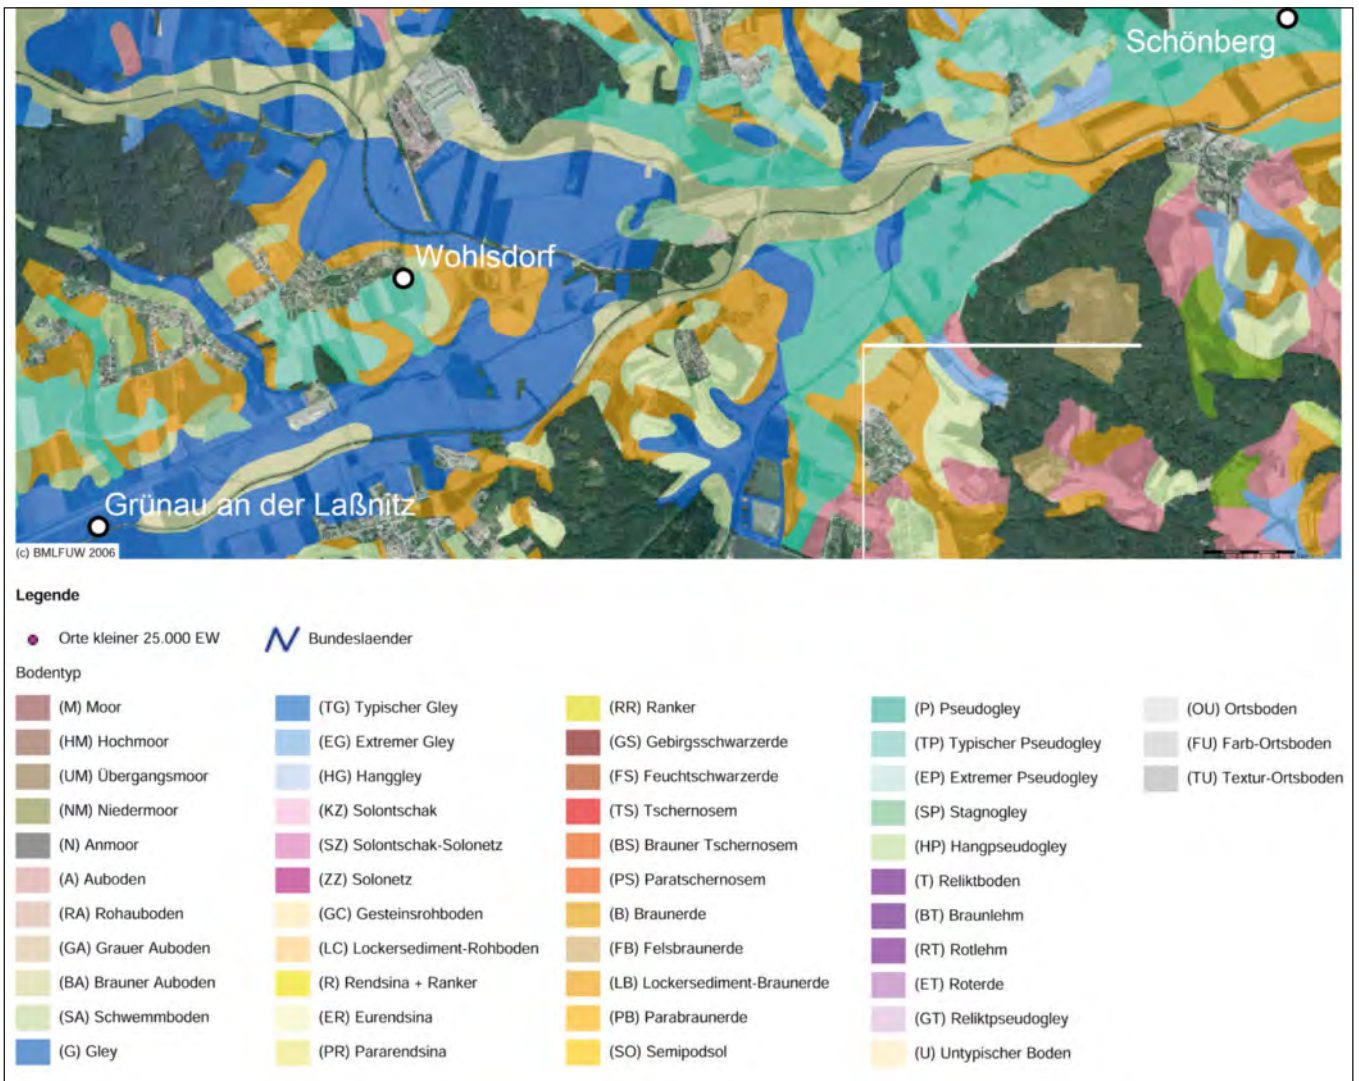 Schönberg
Wohlsdorf
Grünau an der Laßnitz
(c) BMLFUW 2006
Legende
Orte kleiner 25.000 EW
Bundeslaender
Bodentyp
(M) Moor
(HM) Hochmoor
(UM) Übergangsmoor
(NM) Niedermoor
(N) Anmoor
(A) Auboden
(RA) Rohauboden
(GA) Grauer Auboden
(BA) Brauner Auboden
(SA) Schwemmboden
(G) Gley
(TG) Typischer Gley
(EG) Extremer Gley
(HG) Hanggley
(KZ) Solontschak
(SZ) Solontschak-Solonetz
(ZZ) Solonetz
(GC) Gesteinsrohboden
(LC) Lockersediment-Rohboden
(R) Rendsina + Ranker
(ER) Eurendsina
(PR) Pararendsina
(RR) Ranker
(GS) Gebirgsschwarzerde
(FS) Feuchtschwarzerde
(TS) Tschernosem
(BS) Brauner Tschernosem
(PS) Paratschernosem
(B) Braunerde
(FB) Felsbraunerde
(LB) Lockersediment-Braunerde
(PB) Parabraunerde
(SO) Semipodsol
(P) Pseudogley
(TP) Typischer Pseudogley
(EP) Extremer Pseudogley
(SP) Stagnogley
(HP) Hangpseudogley
(T) Reliktboden
(BT) Braunlehm
(RT) Rotlehm
(ET) Roterde
(GT) Reliktpseudogley
(U) Untypischer Boden
(OU) Ortsboden
(FU) Farb-Ortsboden
(TU) Textur-Ortsboden